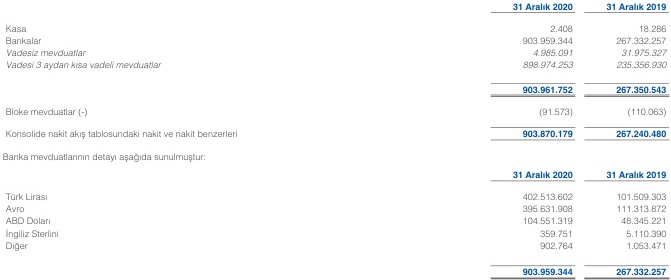 31 Aralık 2020 31 Aralık 2019
Kasa 2.408 18.286
Bankalar 903.959.344 267.332.257
Vadesiz mevduatlar 4.985.091 31.975.327
Vadesi 3 aydan kısa vadeli mevduatlar 898.974.253 235.356.930
903.961.752 267.350.543
Bloke mevduatlar (-) (91.573) (110.063)
Konsolide nakit akış tablosundaki nakit ve nakit benzerleri 903.870.179 267.240.480
Banka mevduatlarının detayı aşağıda sunulmuştur:
31 Aralık 2020 31 Aralık 2019
Türk Lirası 402.513.602 101.509.303
Avro 395.631.908 111.313.872
ABD Doları 104.551.319 48.345.221
İngiliz Sterlini 359.751 5.110.390
Diğer 902.764 1.053.471
903.959.344 267.332.257